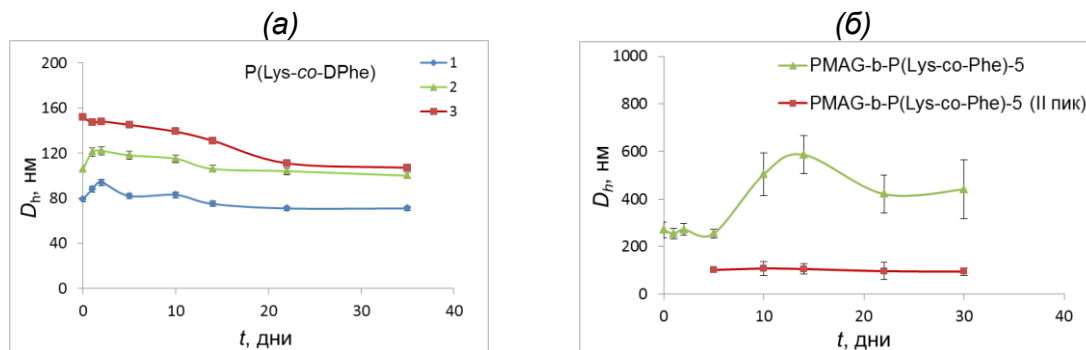 (а)
(б)
P(Lys-co-DPhe)
1
2
3
200
160
120
80
40
0
Dh, нм
0 10 20 30 40
t, дни
PMAG-b-P(Lys-co-Phe)-5
PMAG-b-P(Lys-co-Phe)-5 (II пик)
1000
800
600
400
200
0
Dh, нм
0 10 20 30 40
t, дни